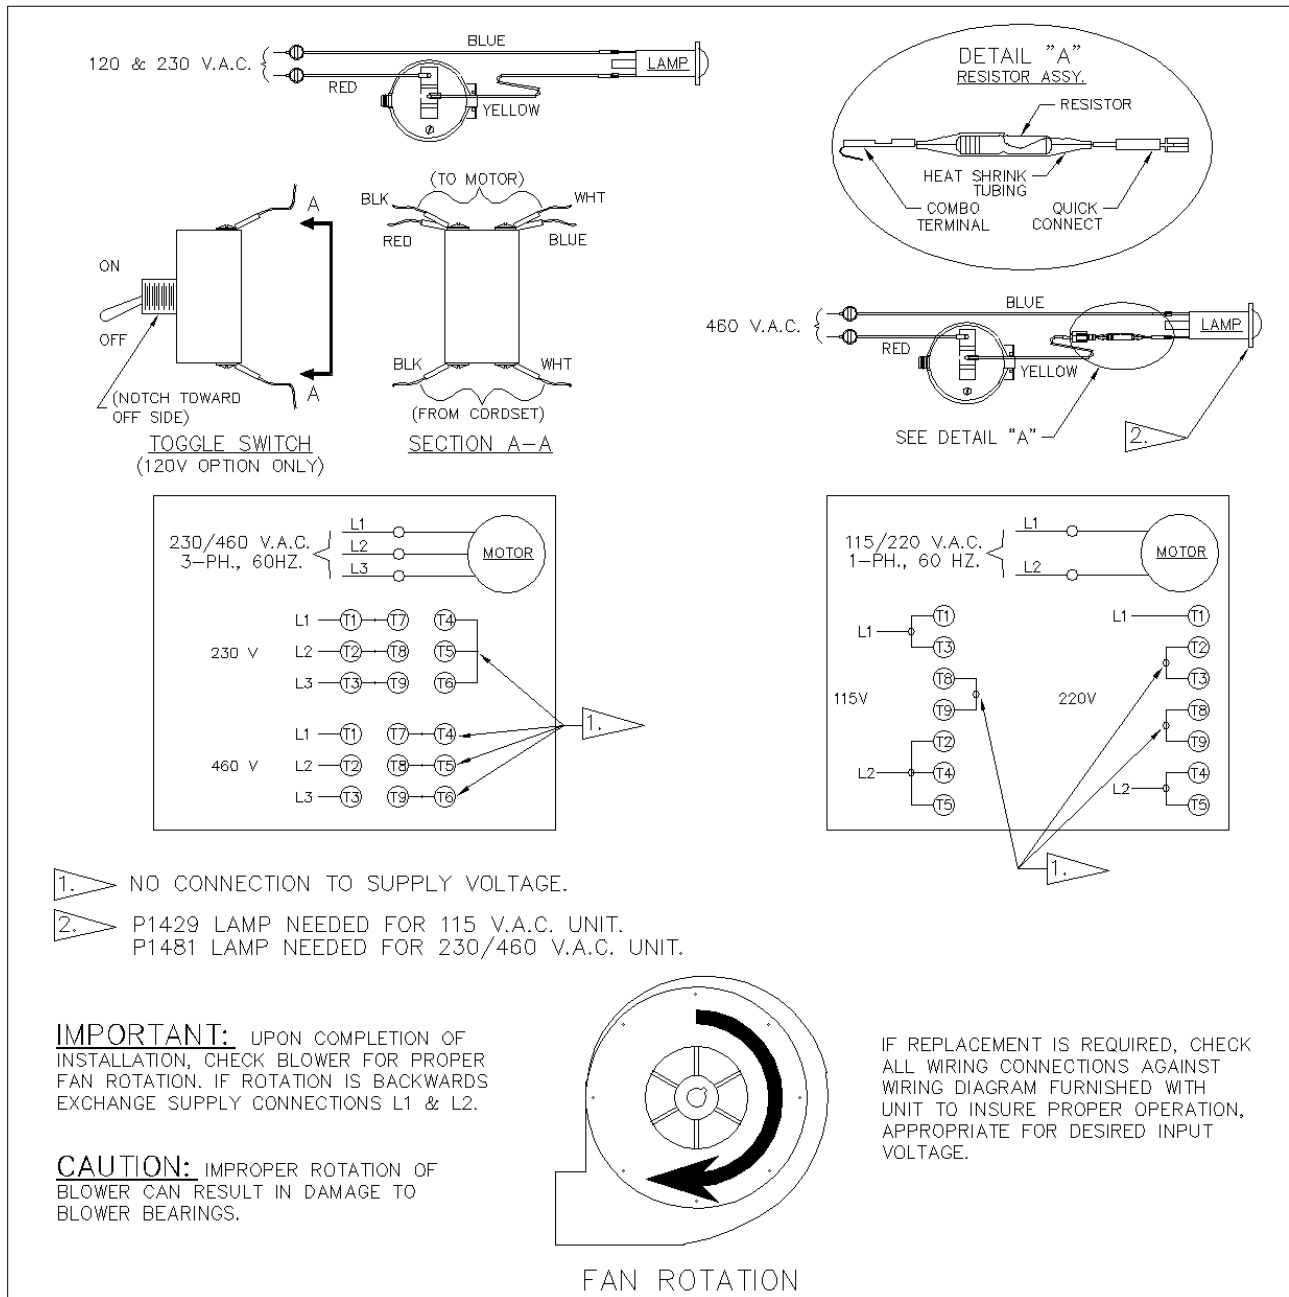 BLUE
120 & 230 V.A.C.
LAMP
RED
YELLOW
DETAIL "A"
RESISTOR ASSY.
RESISTOR
HEAT SHRINK
TUBING
COMBO
TERMINAL
QUICK
CONNECT
A
ON
OFF
A
(NOTCH TOWARD
OFF SIDE)
TOGGLE SWITCH
(120V OPTION ONLY)
(TO MOTOR)
BLK
WHT
RED
BLUE
BLK
WHT
(FROM CORDSET)
SECTION A-A
BLUE
460 V.A.C.
LAMP
RED
YELLOW
SEE DETAIL "A"
2.
230/460 V.A.C.
3-PH., 60HZ.
L1
L2
L3
MOTOR
230 V
L1 T1 T7 T4
L2 T2 T8 T5
L3 T3 T9 T6
460 V
L1 T1 T7 T4
L2 T2 T8 T5
L3 T3 T9 T6
1.
115/220 V.A.C.
1-PH., 60 HZ.
L1
L2
MOTOR
115V
L1
T1
T3
T8
T9
L2
T2
T4
T5
220V
L1
T1
T2
T3
T8
T9
L2
T4
T5
1.
1. NO CONNECTION TO SUPPLY VOLTAGE.
2. P1429 LAMP NEEDED FOR 115 V.A.C. UNIT.
P1481 LAMP NEEDED FOR 230/460 V.A.C. UNIT.
IMPORTANT: UPON COMPLETION OF
INSTALLATION, CHECK BLOWER FOR PROPER
FAN ROTATION. IF ROTATION IS BACKWARDS
EXCHANGE SUPPLY CONNECTIONS L1 & L2.
CAUTION: IMPROPER ROTATION OF
BLOWER CAN RESULT IN DAMAGE TO
BLOWER BEARINGS.
FAN ROTATION
IF REPLACEMENT IS REQUIRED, CHECK
ALL WIRING CONNECTIONS AGAINST
WIRING DIAGRAM FURNISHED WITH
UNIT TO INSURE PROPER OPERATION,
APPROPRIATE FOR DESIRED INPUT
VOLTAGE.